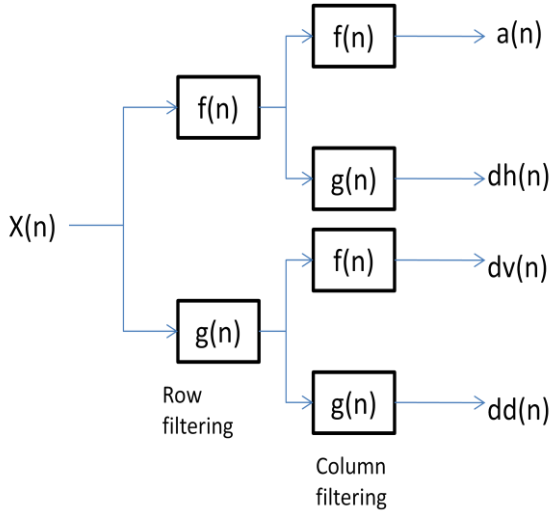 f(n)
a(n)
f(n)
g(n)
dh(n)
X(n)
f(n)
dv(n)
g(n)
Row
filtering
g(n)
dd(n)
Column
filtering